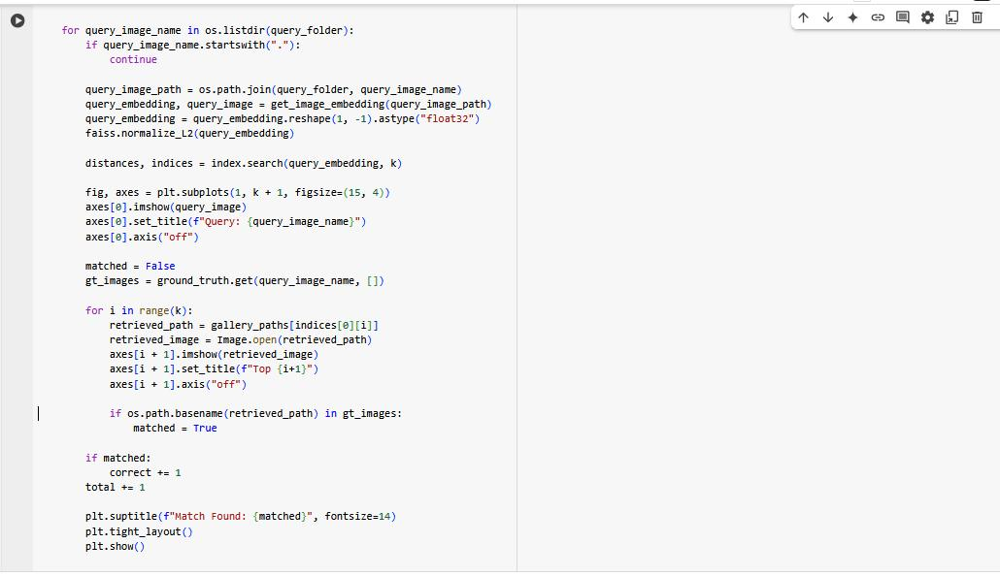 for query_image_name in os.listdir(query_folder):
    if query_image_name.startswith("."):
        continue

    query_image_path = os.path.join(query_folder, query_image_name)
    query_embedding, query_image = get_image_embedding(query_image_path)
    query_embedding = query_embedding.reshape(1, -1).astype("float32")
    faiss.normalize_L2(query_embedding)

    distances, indices = index.search(query_embedding, k)

    fig, axes = plt.subplots(1, k + 1, figsize=(15, 4))
    axes[0].imshow(query_image)
    axes[0].set_title(f"Query: {query_image_name}")
    axes[0].axis("off")

    matched = False
    gt_images = ground_truth.get(query_image_name, [])

    for i in range(k):
        retrieved_path = gallery_paths[indices[0][i]]
        retrieved_image = Image.open(retrieved_path)
        axes[i + 1].imshow(retrieved_image)
        axes[i + 1].set_title(f"Top {i+1}")
        axes[i + 1].axis("off")

        if os.path.basename(retrieved_path) in gt_images:
            matched = True

    if matched:
        correct += 1
    total += 1

    plt.suptitle(f"Match Found: {matched}", fontsize=14)
    plt.tight_layout()
    plt.show()